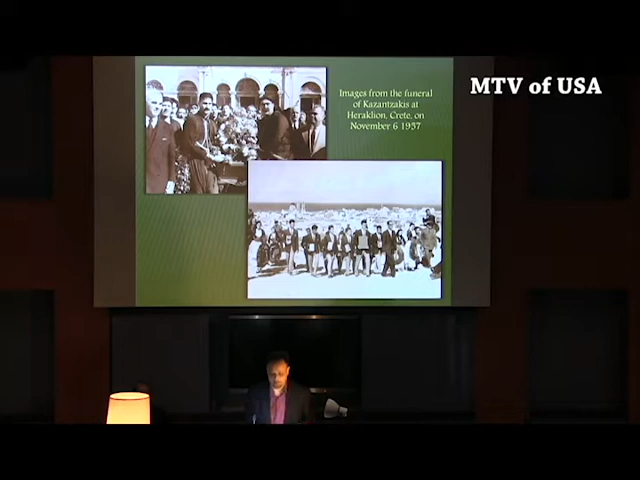 MTV of USA
Images from the funeral
of Kazantzakis at
Heraklion, Crete, on
November 6 1957